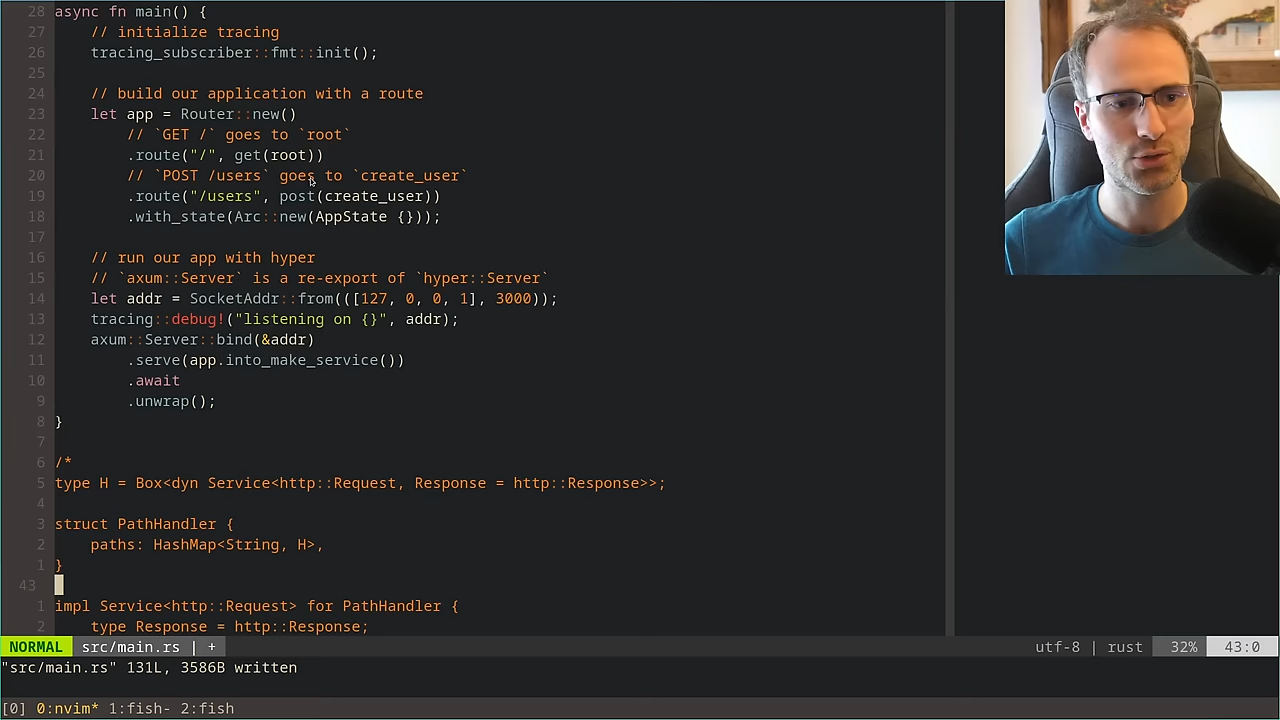 28 async fn main() {
27     // initialize tracing
26     tracing_subscriber::fmt::init();
25
24     // build our application with a route
23     let app = Router::new()
22         // `GET /` goes to `root`
21         .route("/", get(root))
20         // `POST /users` goes to `create_user`
19         .route("/users", post(create_user))
18         .with_state(Arc::new(AppState {}));
17
16     // run our app with hyper
15     // `axum::Server` is a re-export of `hyper::Server`
14     let addr = SocketAddr::from(([127, 0, 0, 1], 3000));
13     tracing::debug!("listening on {}", addr);
12     axum::Server::bind(&addr)
11         .serve(app.into_make_service())
10         .await
9         .unwrap();
8 }
7
6 /*
5 type H = Box<dyn Service<http::Request, Response = http::Response>>;
4
3 struct PathHandler {
2     paths: HashMap<String, H>,
1 }
43
1 impl Service<http::Request> for PathHandler {
2     type Response = http::Response;
NORMAL src/main.rs | + utf-8 | rust 32% 43:0
"src/main.rs" 131L, 3586B written
[0] 0:nvim* 1:fish- 2:fish